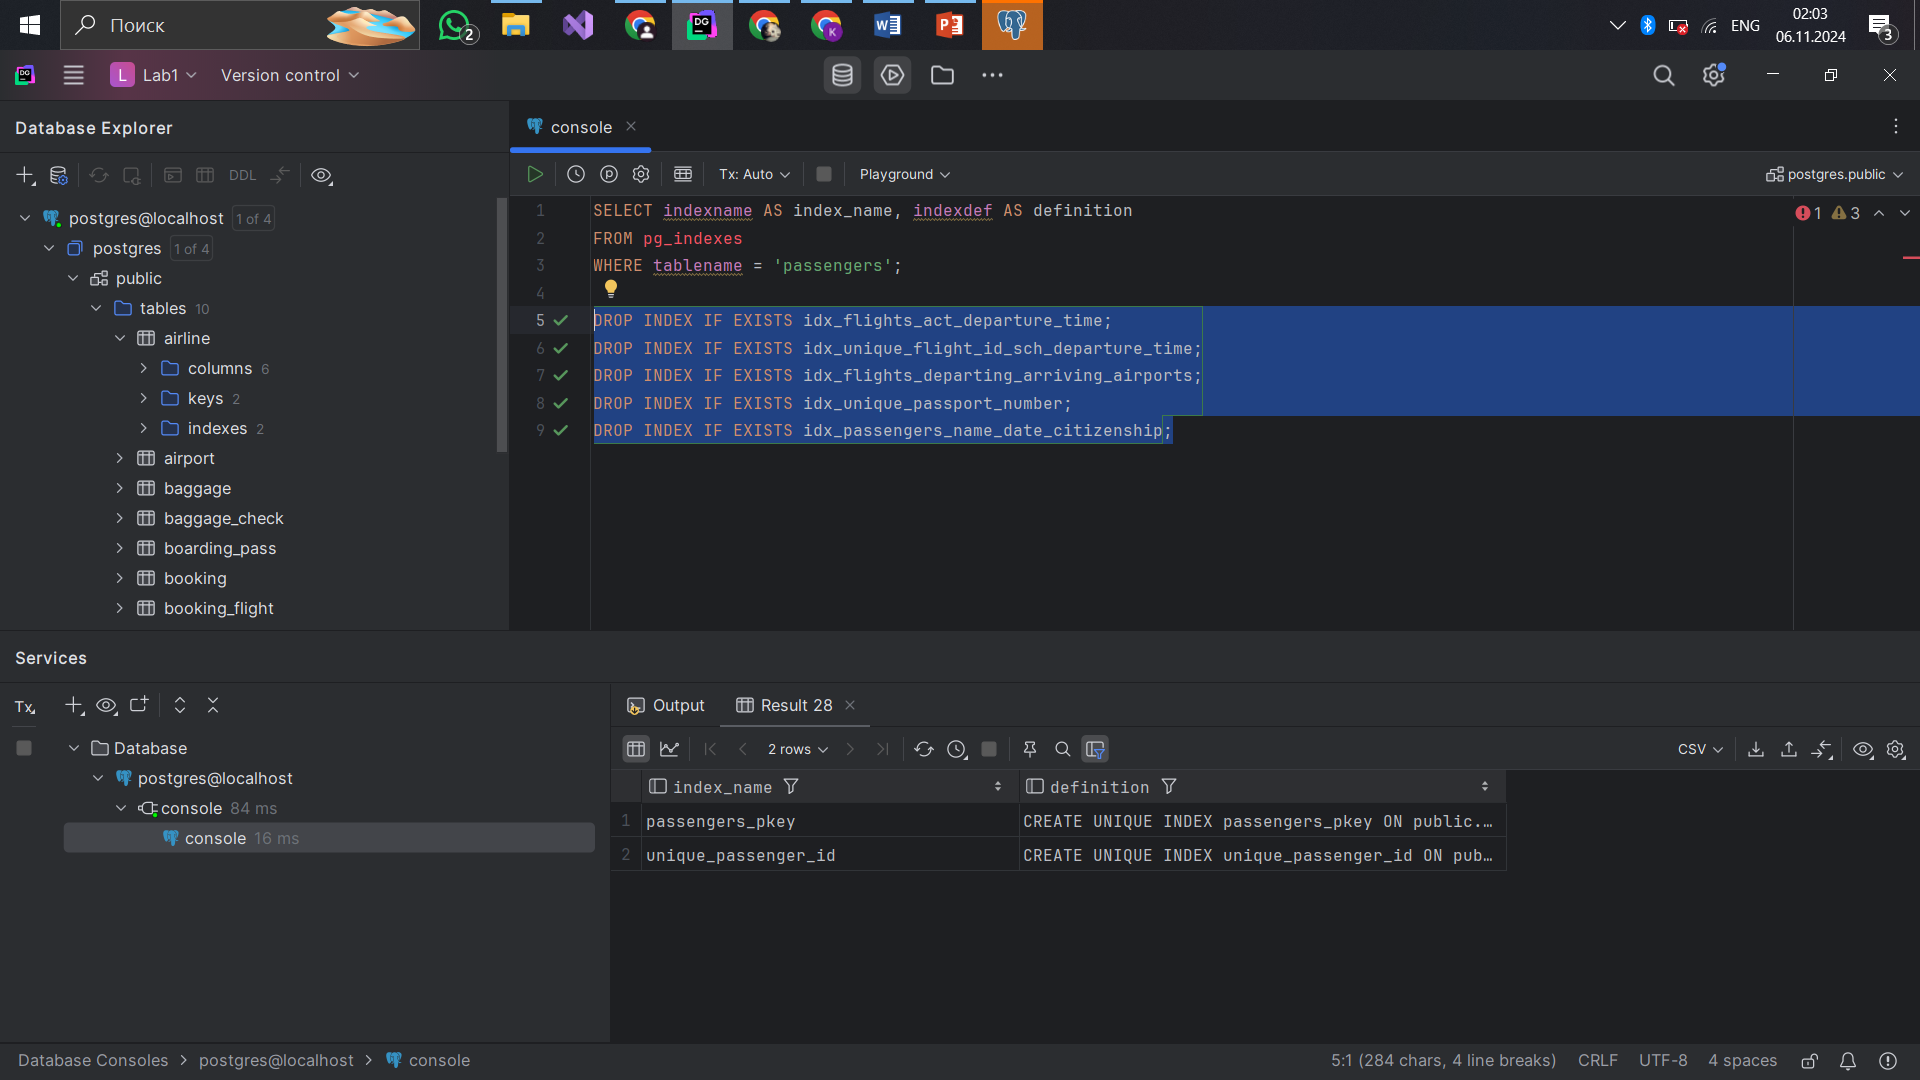 Поиск
2
ENG
02:03
06.11.2024
3
L Lab1
Version control
Database Explorer
console
DDL
Tx: Auto
Playground
postgres.public
postgres@localhost 1 of 4
postgres 1 of 4
public
tables 10
airline
columns 6
keys 2
indexes 2
airport
baggage
baggage_check
boarding_pass
booking
booking_flight
1 SELECT indexname AS index_name, indexdef AS definition
2 FROM pg_indexes
3 WHERE tablename = 'passengers';
4
5 DROP INDEX IF EXISTS idx_flights_act_departure_time;
6 DROP INDEX IF EXISTS idx_unique_flight_id_sch_departure_time;
7 DROP INDEX IF EXISTS idx_flights_departing_arriving_airports;
8 DROP INDEX IF EXISTS idx_unique_passport_number;
9 DROP INDEX IF EXISTS idx_passengers_name_date_citizenship;
1 3
Services
Tx
Database
postgres@localhost
console 84 ms
console 16 ms
Output
Result 28
2 rows
CSV
index_name
definition
1 passengers_pkey CREATE UNIQUE INDEX passengers_pkey ON public.…
2 unique_passenger_id CREATE UNIQUE INDEX unique_passenger_id ON pub…
Database Consoles > postgres@localhost > console
5:1 (284 chars, 4 line breaks)
CRLF
UTF-8
4 spaces